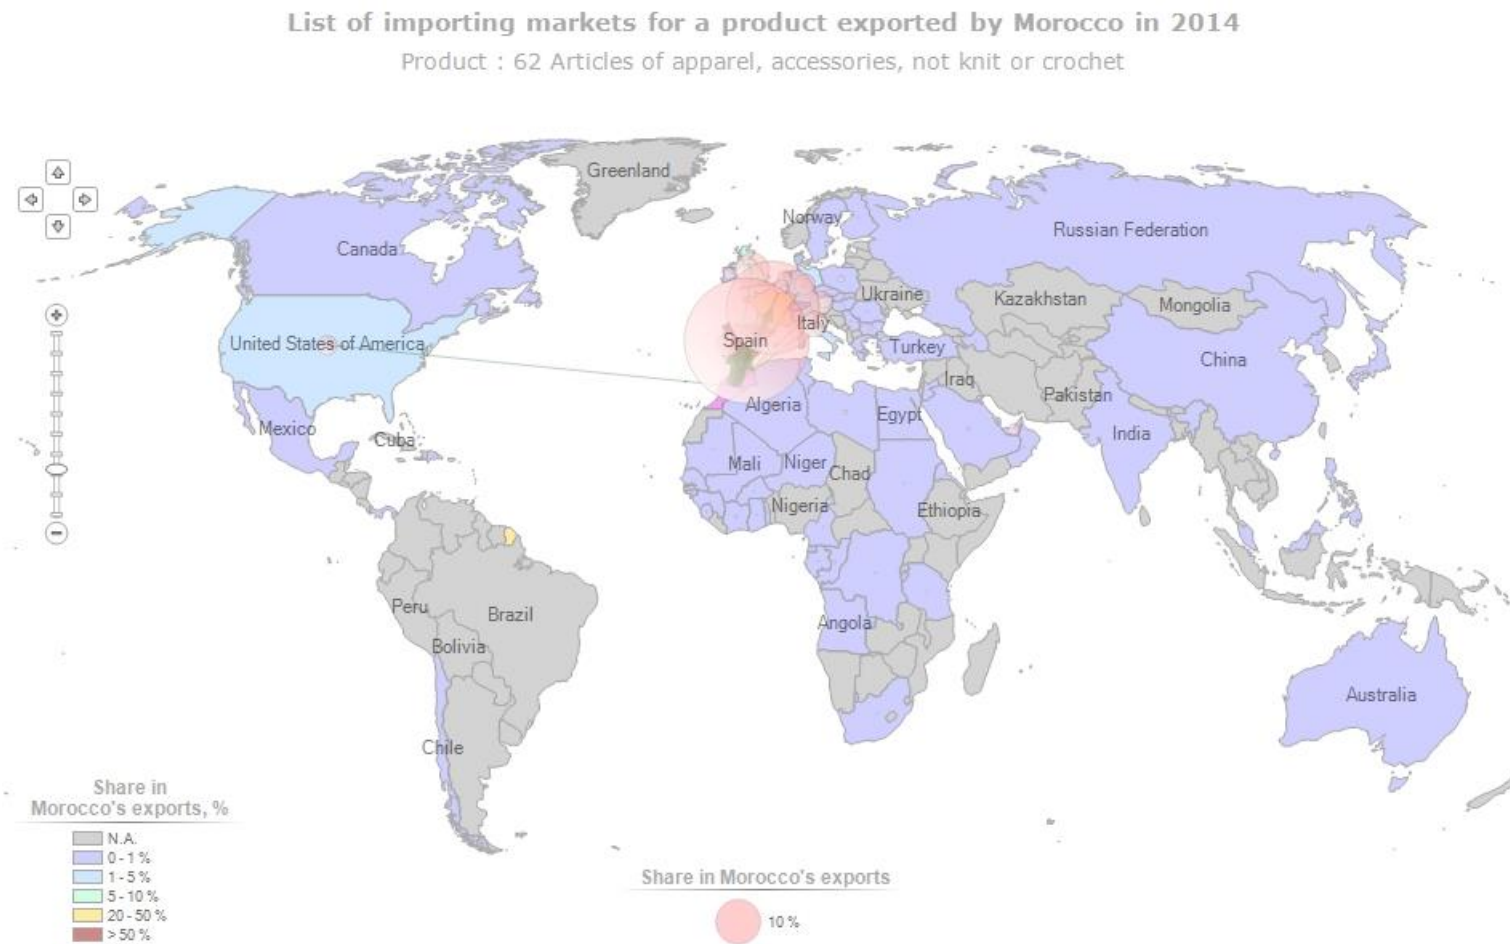 List of importing markets for a product exported by Morocco in 2014
Product : 62 Articles of apparel, accessories, not knit or crochet
Greenland
Norway
Russian Federation
Canada
Ukraine
Kazakhstan
Mongolia
Italy
United States of America
Spain
Turkey
China
Iraq
Pakistan
Algeria
Egypt
Mexico
Cuba
India
Mali
Niger
Chad
Nigeria
Ethiopia
Peru
Brazil
Angola
Bolivia
Australia
Chile
Share in
Morocco's exports, %
N.A.
0 - 1 %
1 - 5 %
5 - 10 %
20 - 50 %
> 50 %
Share in Morocco's exports
10 %